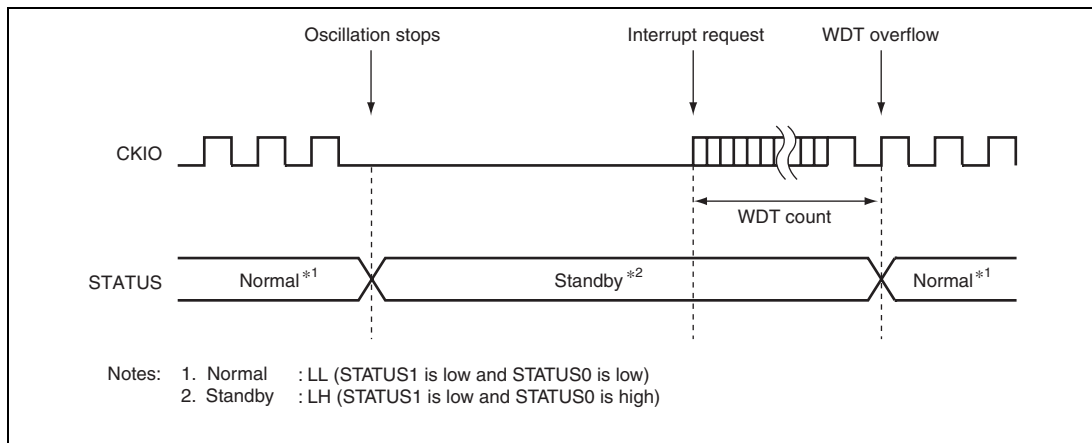 Oscillation stops Interrupt request WDT overflow
CKIO
WDT count
STATUS Normal*1 Standby*2 Normal*1
Notes: 1. Normal : LL (STATUS1 is low and STATUS0 is low)
2. Standby : LH (STATUS1 is low and STATUS0 is high)